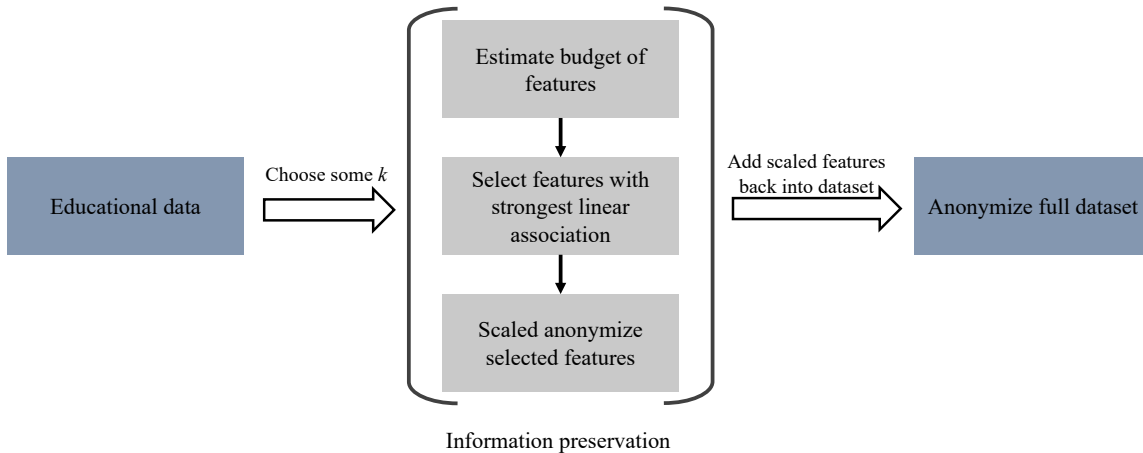 Educational data
Choose some k
Estimate budget of
features
Select features with
strongest linear
association
Scaled anonymize
selected features
Information preservation
Add scaled features
back into dataset
Anonymize full dataset